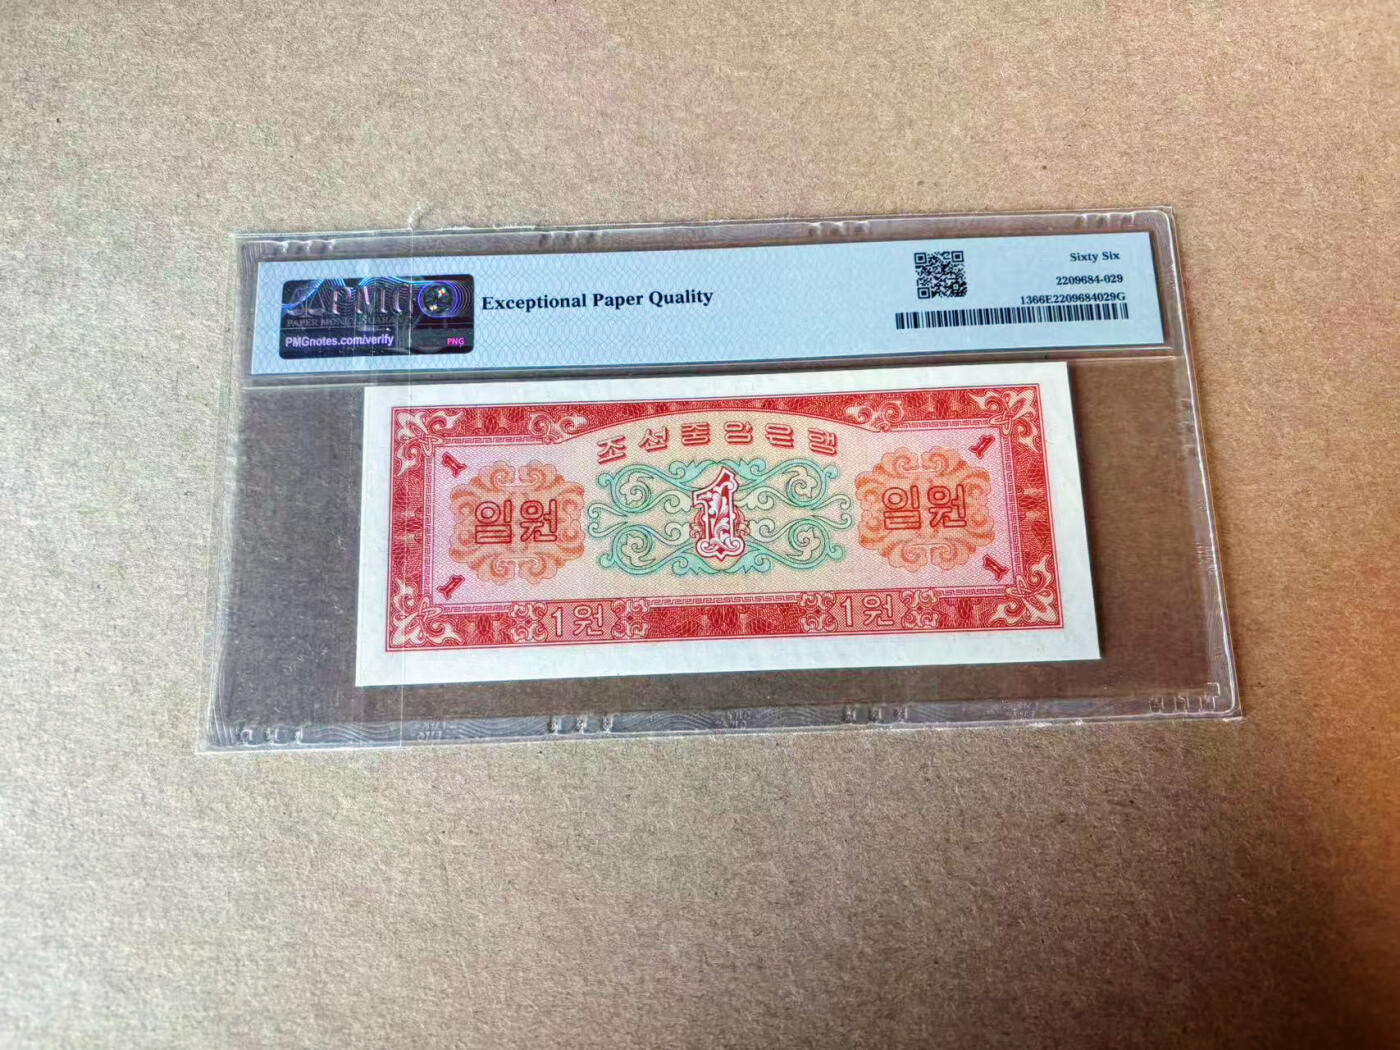 PMG
PAPER MONEY GUARANTY
PMGnotes.com/verify
PNG
Exceptional Paper Quality
Sixty Six
2209684-029
1366E2209684029G
조선중앙은행
1
1
일원
1
일원
1
1
1원
1원